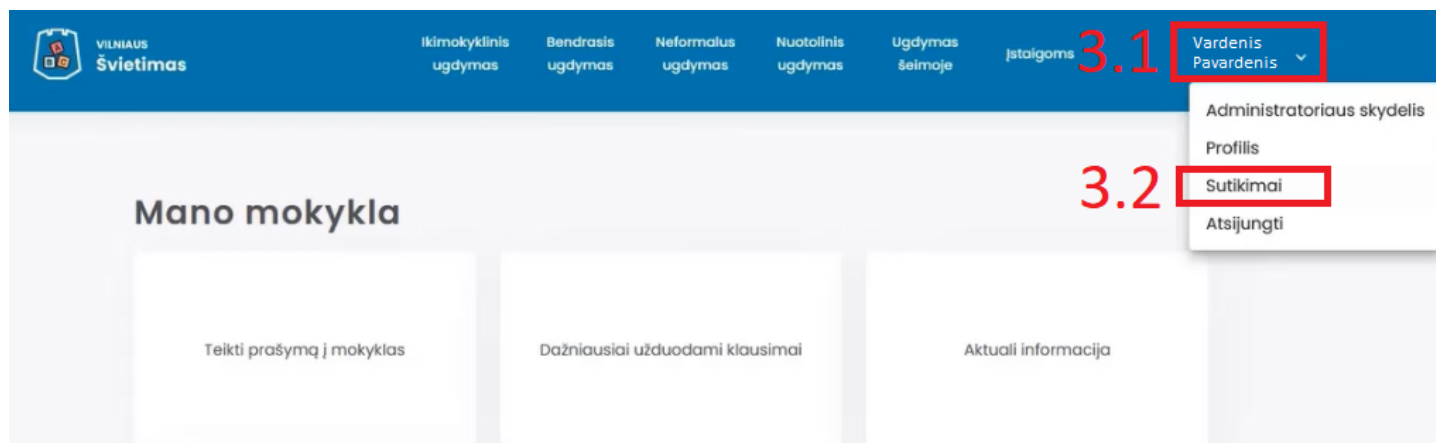 VILNIAUS
Švietimas
Ikimokyklinis
ugdymas
Bendrasis
ugdymas
Neformalus
ugdymas
Nuotolinis
ugdymas
Ugdymas
šeimoje
Įstaigoms
3.1
Vardenis
Pavardenis
Administratoriaus skydelis
Profilis
3.2
Sutikimai
Atsijungti
Mano mokykla
Teikti prašymą į mokyklas
Dažniausiai užduodami klausimai
Aktuali informacija